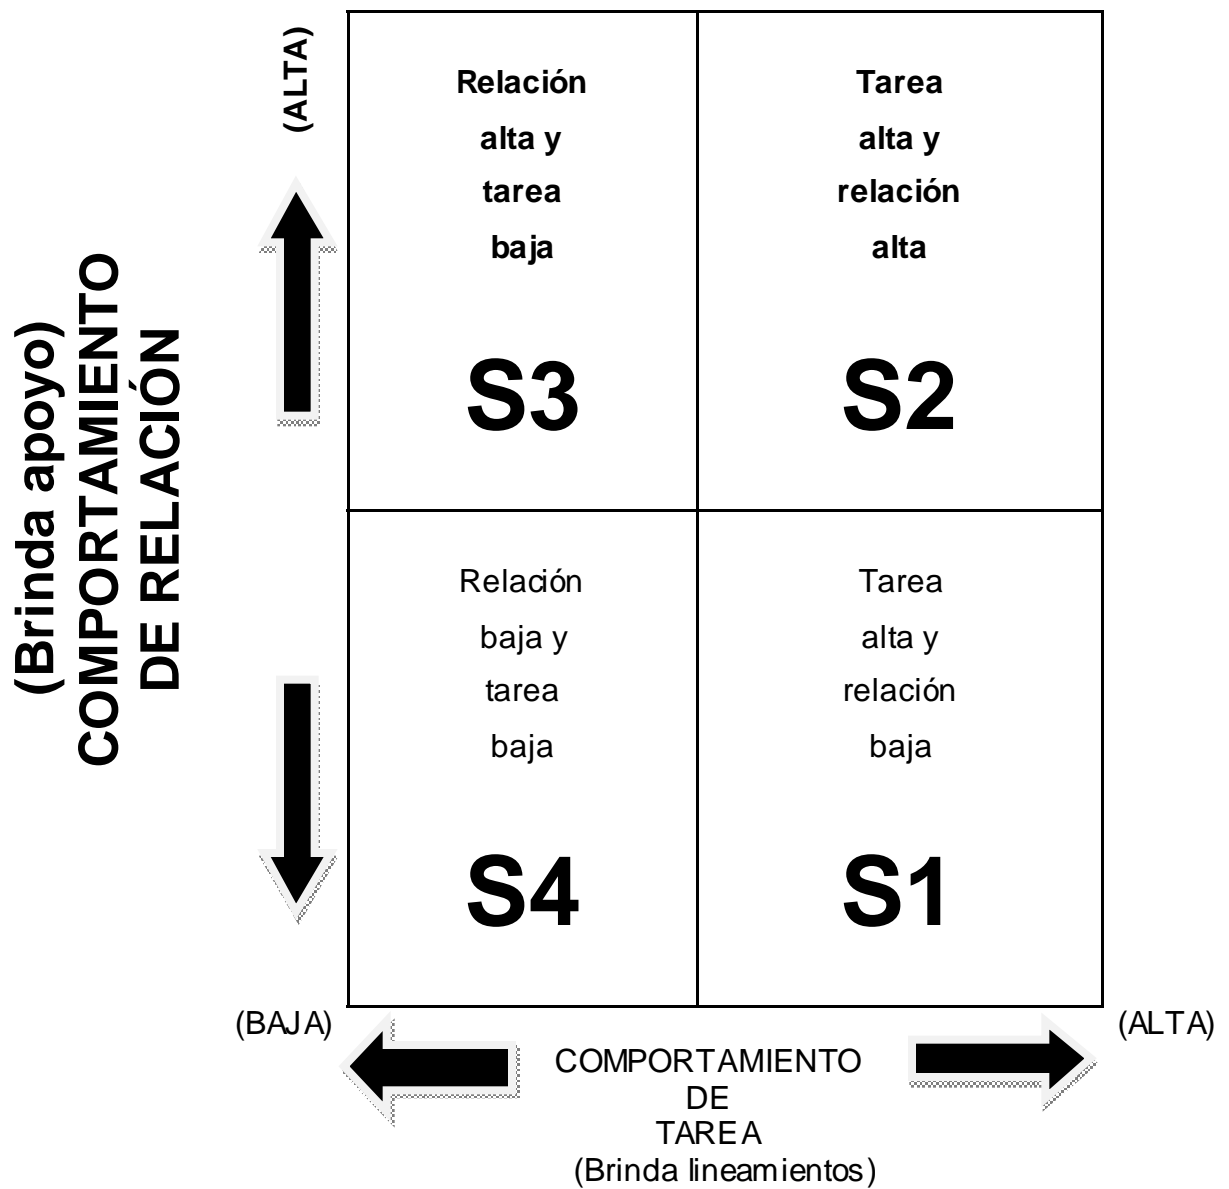 (Brinda apoyo)
COMPORTAMIENTO
DE RELACIÓN
(ALTA)
Relación
alta y
tarea
baja
S3
Tarea
alta y
relación
alta
S2
Relación
baja y
tarea
baja
S4
Tarea
alta y
relación
baja
S1
(BAJA)
(ALTA)
COMPORTAMIENTO
DE
TAREA
(Brinda lineamientos)